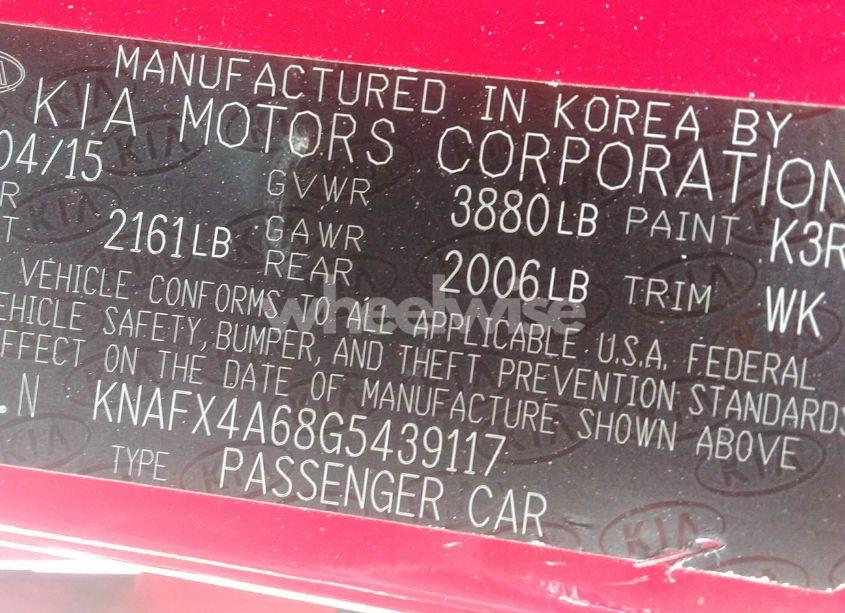 MANUFACTURED IN KOREA BY
KIA MOTORS CORPORATION
04/15 GVWR 3880LB PAINT K3R
2161LB GAWR REAR 2006LB TRIM WK
VEHICLE CONFORMS TO ALL APPLICABLE U.S.A. FEDERAL
EHICLE SAFETY, BUMPER, AND THEFT PREVENTION STANDARDS
EFFECT ON THE DATE OF MANUFACTURE SHOWN ABOVE
.N KNAFX4A68G5439117
TYPE PASSENGER CAR
wheelwise